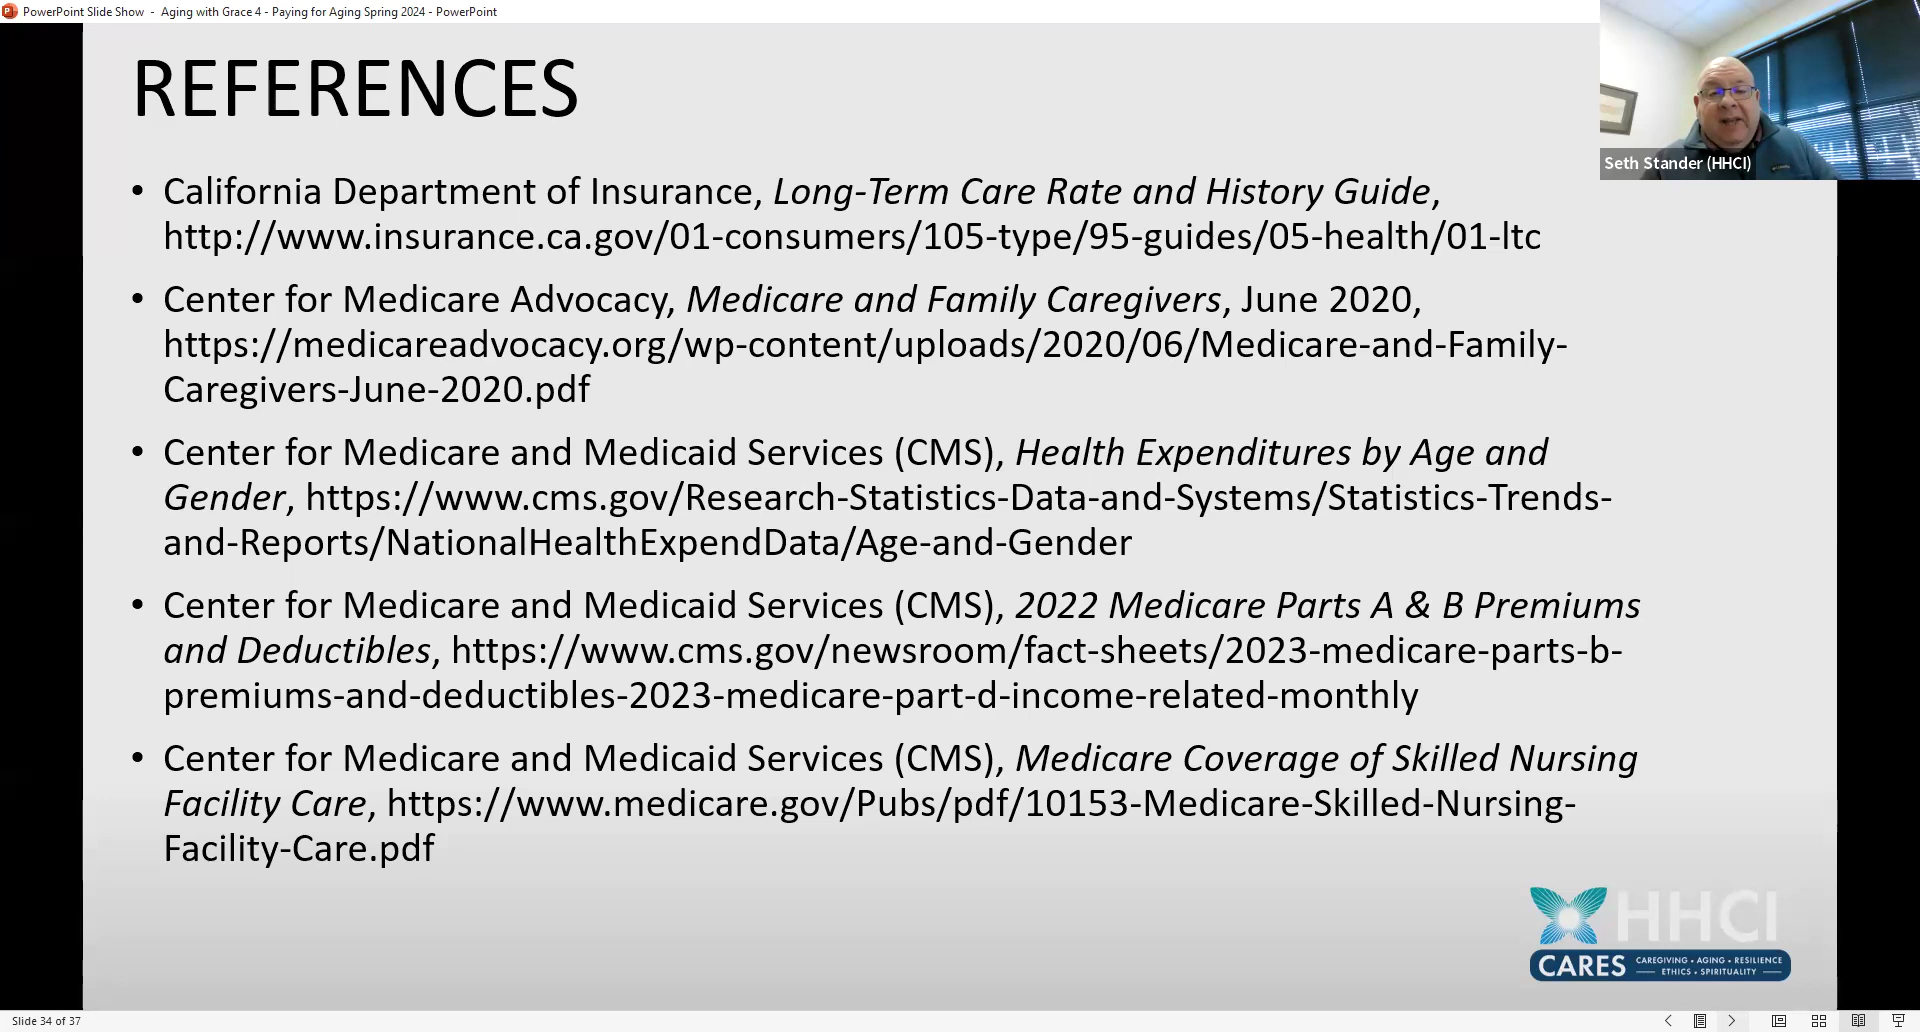 PowerPoint Slide Show - Aging with Grace 4 - Paying for Aging Spring 2024 - PowerPoint
REFERENCES
Seth Stander (HHCI)
• California Department of Insurance, Long-Term Care Rate and History Guide,
http://www.insurance.ca.gov/01-consumers/105-type/95-guides/05-health/01-ltc
• Center for Medicare Advocacy, Medicare and Family Caregivers, June 2020,
https://medicareadvocacy.org/wp-content/uploads/2020/06/Medicare-and-Family-
Caregivers-June-2020.pdf
• Center for Medicare and Medicaid Services (CMS), Health Expenditures by Age and
Gender, https://www.cms.gov/Research-Statistics-Data-and-Systems/Statistics-Trends-
and-Reports/NationalHealthExpendData/Age-and-Gender
• Center for Medicare and Medicaid Services (CMS), 2022 Medicare Parts A & B Premiums
and Deductibles, https://www.cms.gov/newsroom/fact-sheets/2023-medicare-parts-b-
premiums-and-deductibles-2023-medicare-part-d-income-related-monthly
• Center for Medicare and Medicaid Services (CMS), Medicare Coverage of Skilled Nursing
Facility Care, https://www.medicare.gov/Pubs/pdf/10153-Medicare-Skilled-Nursing-
Facility-Care.pdf
HHCI
CARES
CAREGIVING • AGING • RESILIENCE
ETHICS • SPIRITUALITY
Slide 34 of 37